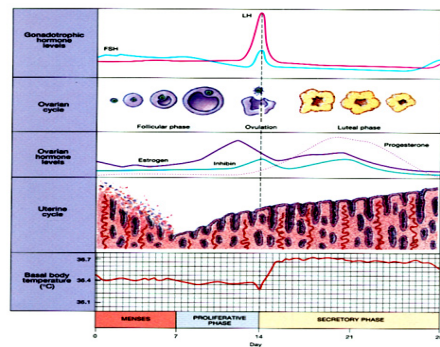 Gonadotrophic
hormone
levels
LH
FSH
Ovarian
cycle
Follicular phase
Ovulation
Luteal phase
Ovarian
hormone
levels
Progesterone
Estrogen
Inhibin
Uterine
cycle
Basal body
temperature
(°C)
36.7
36.4
36.1
MENSES
PROLIFERATIVE
PHASE
SECRETORY PHASE
0
7
14
21
Day